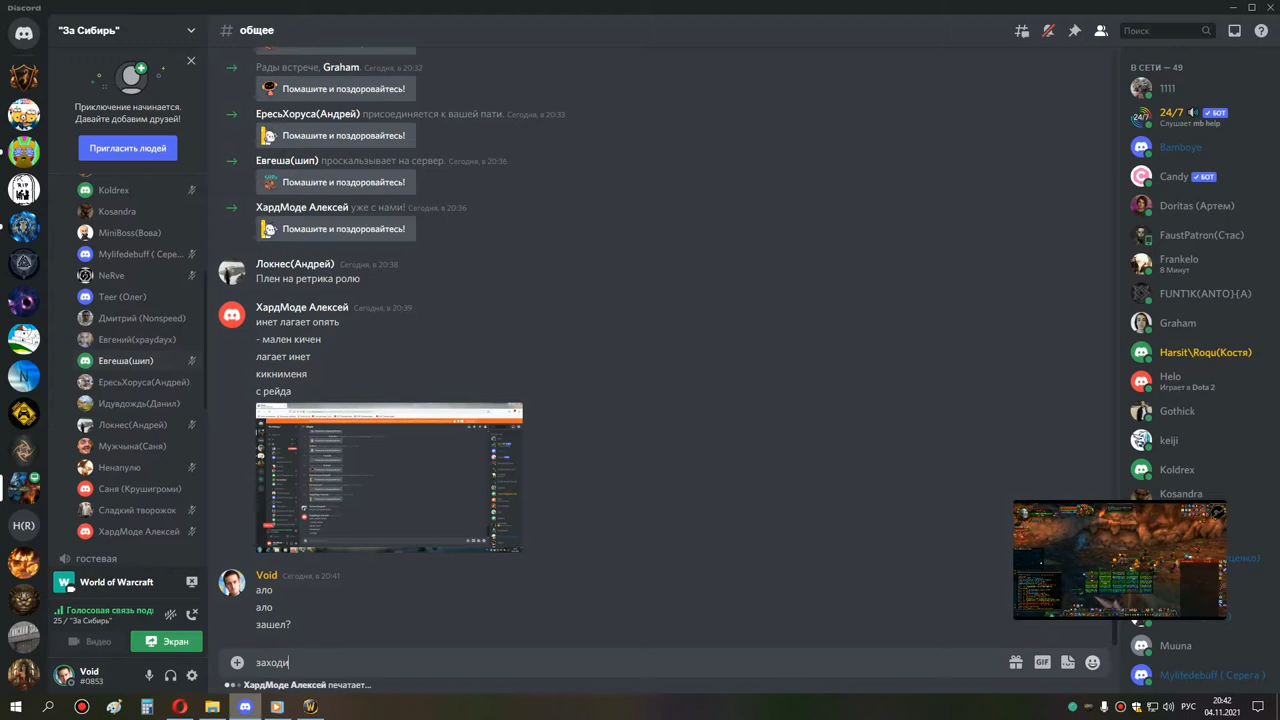 Discord
"За Сибирь"
Приключение начинается.
Давайте добавим друзей!
Пригласить людей
Koldrex
Kosandra
MiniBoss(Вова)
Mylifedebuff ( Сере...
NeRve
Teer (Олег)
Дмитрий (Nonspeed)
Евгений(храудаух)
Евгеша(шип)
ЕресьХоруса(Андрей)
Идувдождь(Данил)
Локнес(Андрей)
Мужчына(Саня)
Ненапулю
Саня (Крушигроми)
Сладкий творожок
ХардМоде Алексей
гостевая
World of Warcraft
Голосовая связь под
25 / "За Сибирь"
Видео
Экран
Void
#0853
H(R)
общее
Поиск
Рады встрече, Graham. Сегодня, в 20:32
Помашите и поздоровайтесь!
ЕресьХоруса(Андрей) присоединяется к вашей пати. Сегодня, в 20:33
Помашите и поздоровайтесь!
Евгеша(шип) проскальзывает на сервер. Сегодня, в 20:36
Помашите и поздоровайтесь!
ХардМоде Алексей уже с нами! Сегодня, в 20:36
Помашите и поздоровайтесь!
Локнес(Андрей) Сегодня, в 20:38
Плен на ретрика ролю
ХардМоде Алексей Сегодня, в 20:39
инет лагает опять
- мален кичен
лагает инет
кикнименя
с рейда
Void Сегодня, в 20:41
ало
ало
зашел?
заходи
GIF
ХардМоде Алексей печатает...
В СЕТИ — 49
1111
24/7 БОТ
Слушает mb help
Bamboye
Candy БОТ
Doritas (Артем)
FaustPatron(Стас)
Frankelo
8 Минут
FUNT!K(ANTO){A)
Graham
Harsit\Roqu(Костя)
Helo
Играет в Dota 2
Gothick
keiji
Koldrex
Kosandra
Muuna
Mylifedebuff ( Серега )
РУС
20:42
04.11.2021